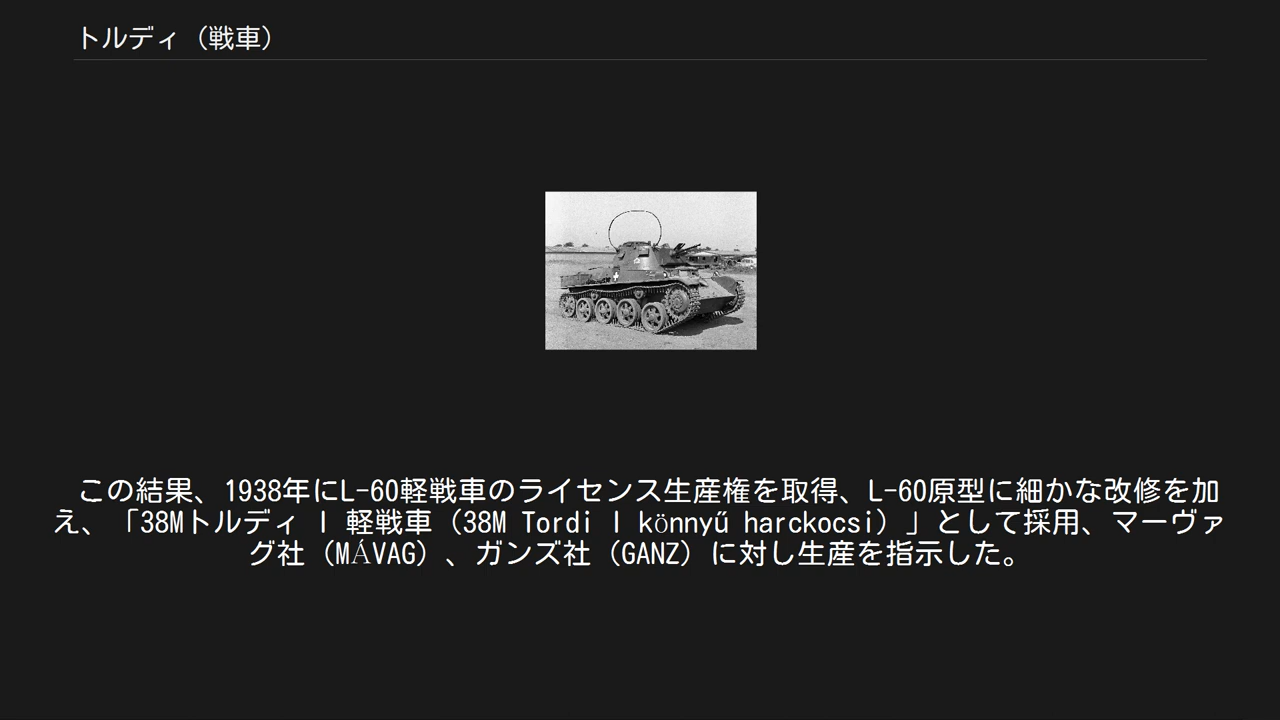 トルディ（戦車）
この結果、1938年にL-60軽戦車のライセンス生産権を取得、L-60原型に細かな改修を加
え、「38Mトルディ I 軽戦車（38M Tordi I könnyű harckocsi）」として採用、マーヴァ
グ社（MÁVAG）、ガンズ社（GANZ）に対し生産を指示した。